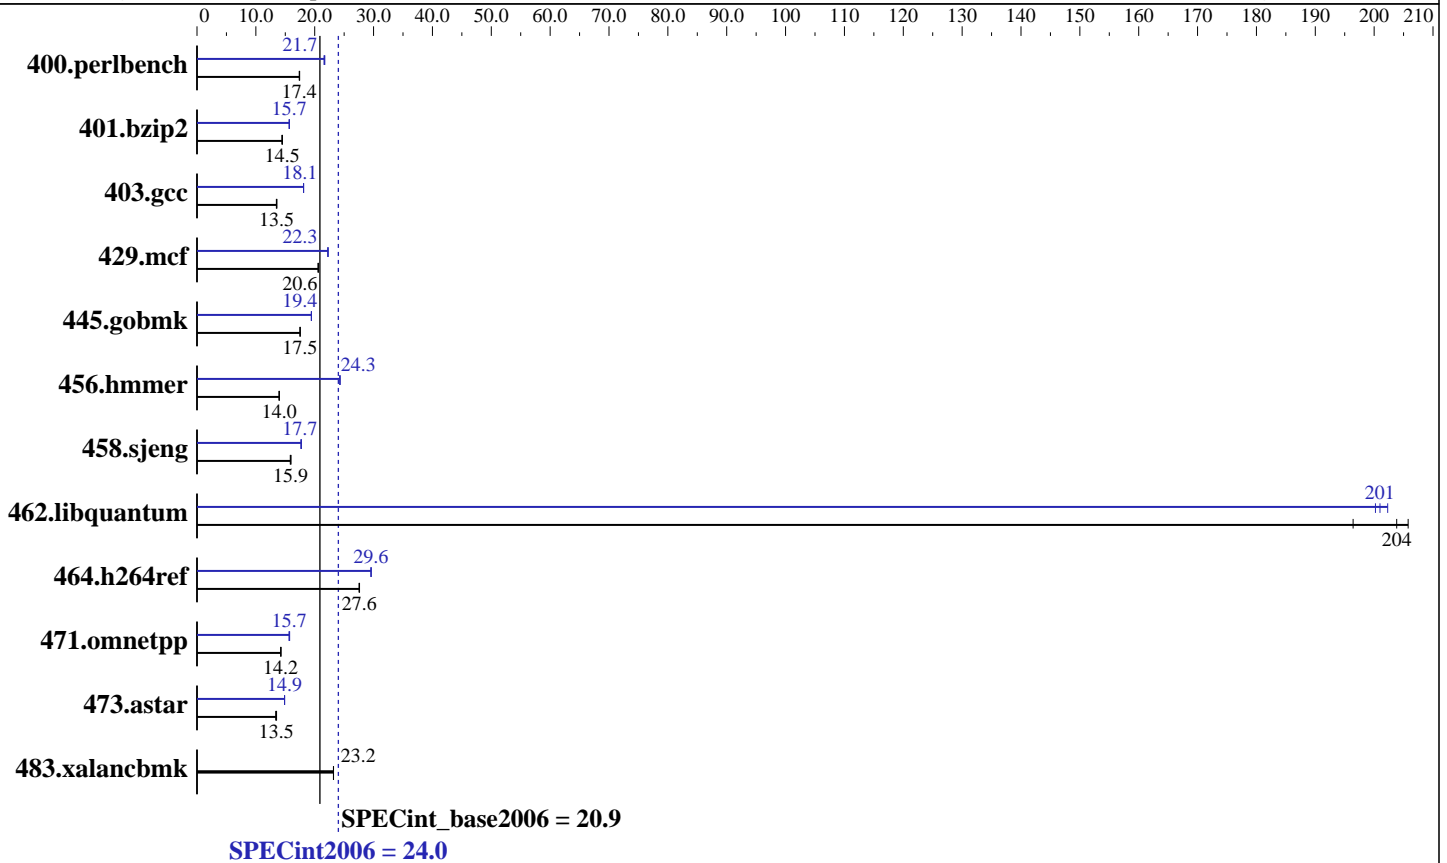 0 10.0 20.0 30.0 40.0 50.0 60.0 70.0 80.0 90.0 100 110 120 130 140 150 160 170 180 190 200 210
21.7
400.perlbench
17.4
15.7
401.bzip2
14.5
18.1
403.gcc
13.5
22.3
429.mcf
20.6
19.4
445.gobmk
17.5
24.3
456.hmmer
14.0
17.7
458.sjeng
15.9
201
462.libquantum
204
29.6
464.h264ref
27.6
15.7
471.omnetpp
14.2
14.9
473.astar
13.5
23.2
483.xalancbmk
SPECint_base2006 = 20.9
SPECint2006 = 24.0